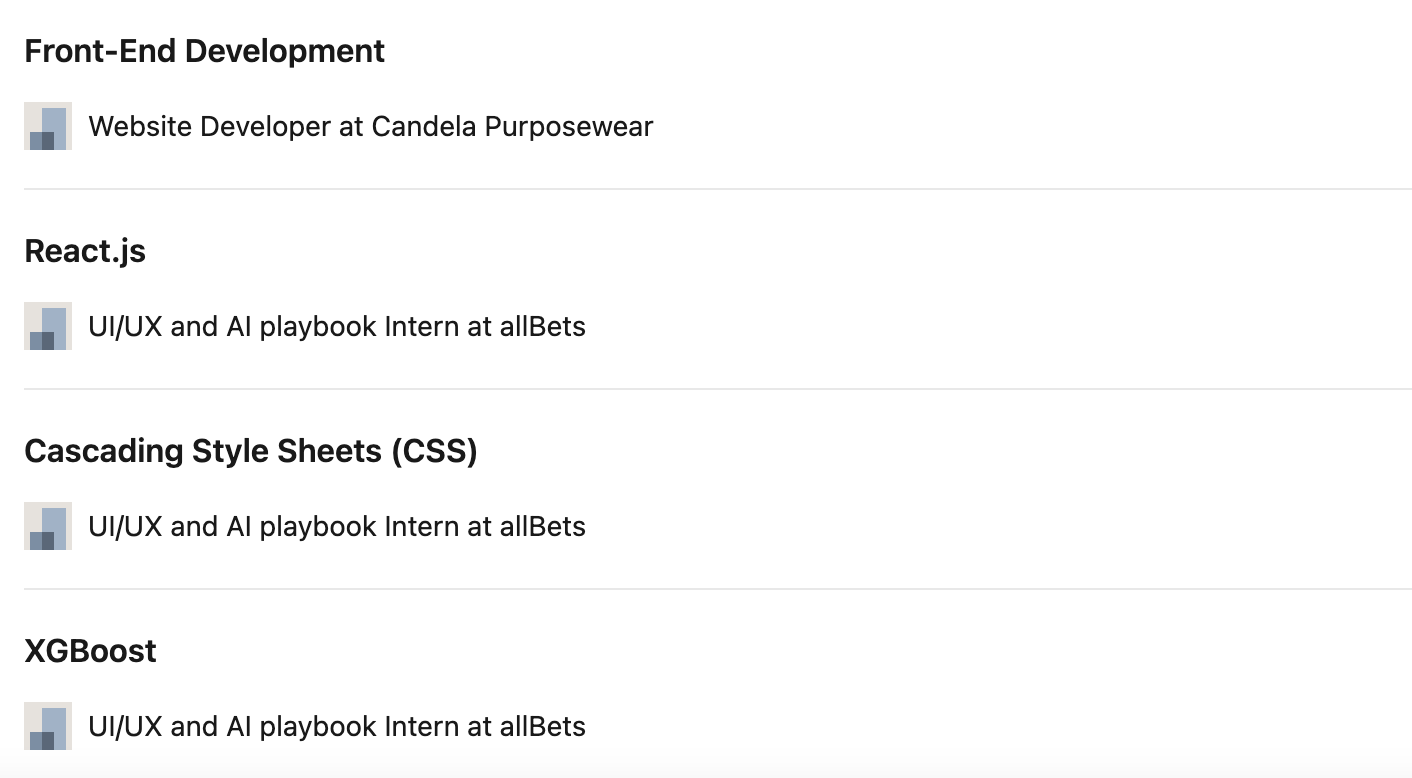 Front-End Development
Website Developer at Candela Purposewear
React.js
UI/UX and AI playbook Intern at allBets
Cascading Style Sheets (CSS)
UI/UX and AI playbook Intern at allBets
XGBoost
UI/UX and AI playbook Intern at allBets